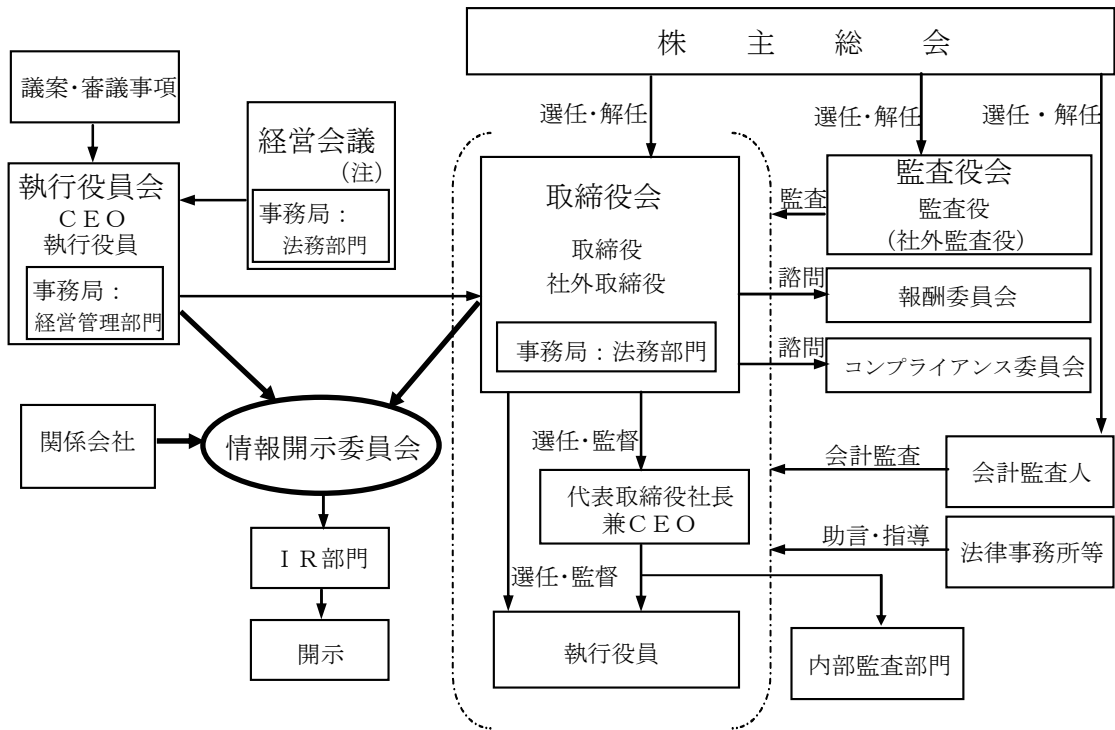 株 主 総 会
議案・審議事項
選任・解任
選任・解任
選任・解任
経営会議
(注)
事務局：
法務部門
執行役員会
ＣＥＯ
執行役員
事務局：
経営管理部門
取締役会
取締役
社外取締役
事務局：法務部門
監査役会
監査役
(社外監査役)
監査
諮問
報酬委員会
諮問
コンプライアンス委員会
関係会社
情報開示委員会
選任・監督
会計監査
会計監査人
代表取締役社長
兼ＣＥＯ
助言・指導
法律事務所等
ＩＲ部門
選任・監督
開示
執行役員
内部監査部門